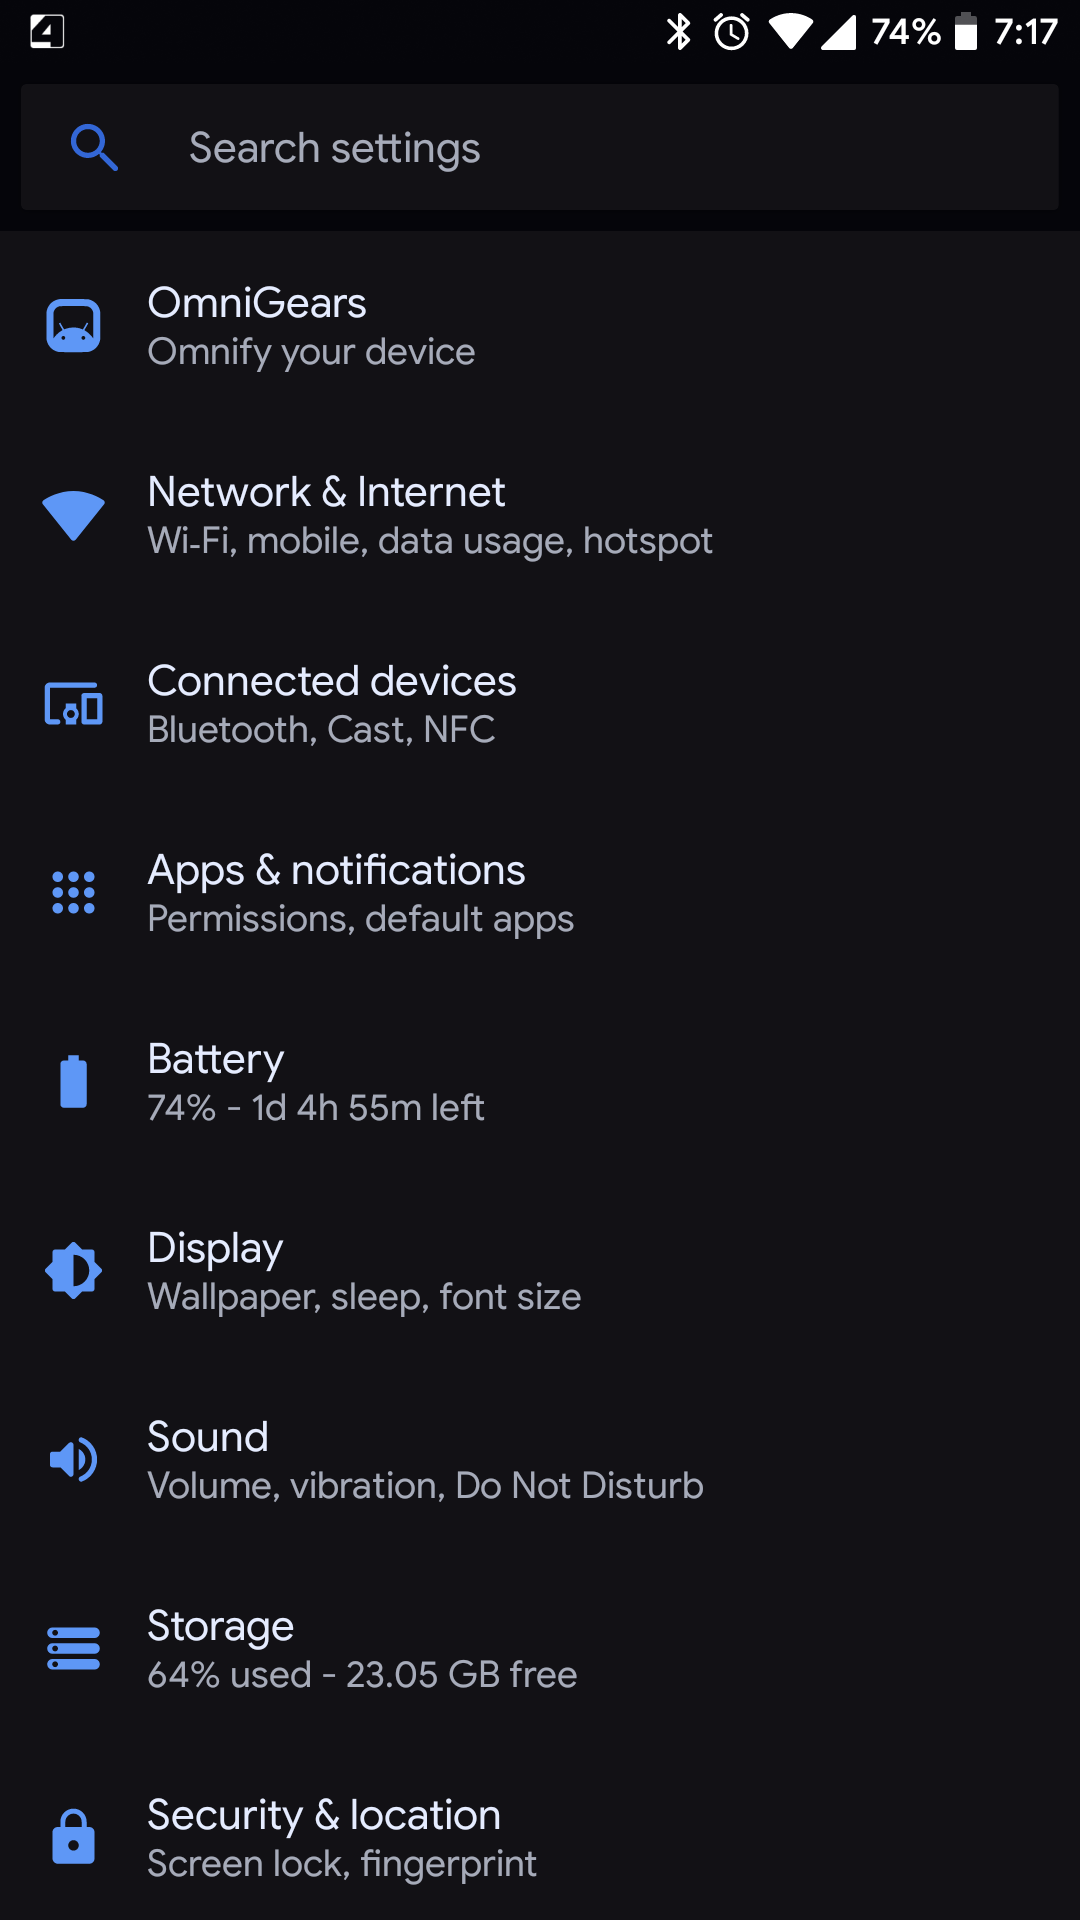 74% 7:17
Search settings
OmniGears
Omnify your device
Network & Internet
Wi-Fi, mobile, data usage, hotspot
Connected devices
Bluetooth, Cast, NFC
Apps & notifications
Permissions, default apps
Battery
74% - 1d 4h 55m left
Display
Wallpaper, sleep, font size
Sound
Volume, vibration, Do Not Disturb
Storage
64% used - 23.05 GB free
Security & location
Screen lock, fingerprint